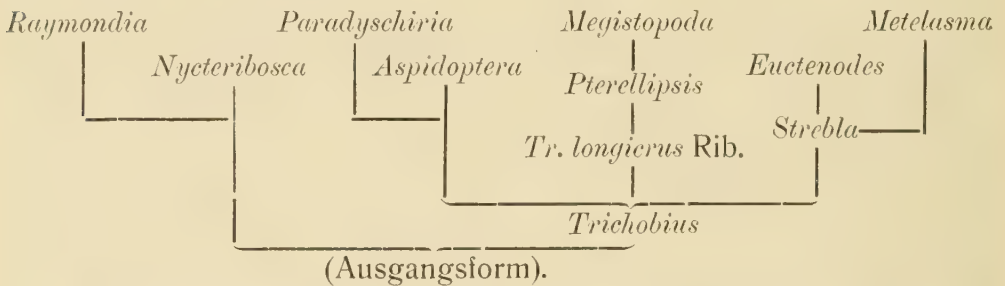 Raymondia Paradyschiria Megistopoda Metelasma
Nycteribosca Aspidoptera Euctenodes
Pterellipsis
Strebla
Tr. longicrus Rib.
Trichobius
(Ausgangsform).